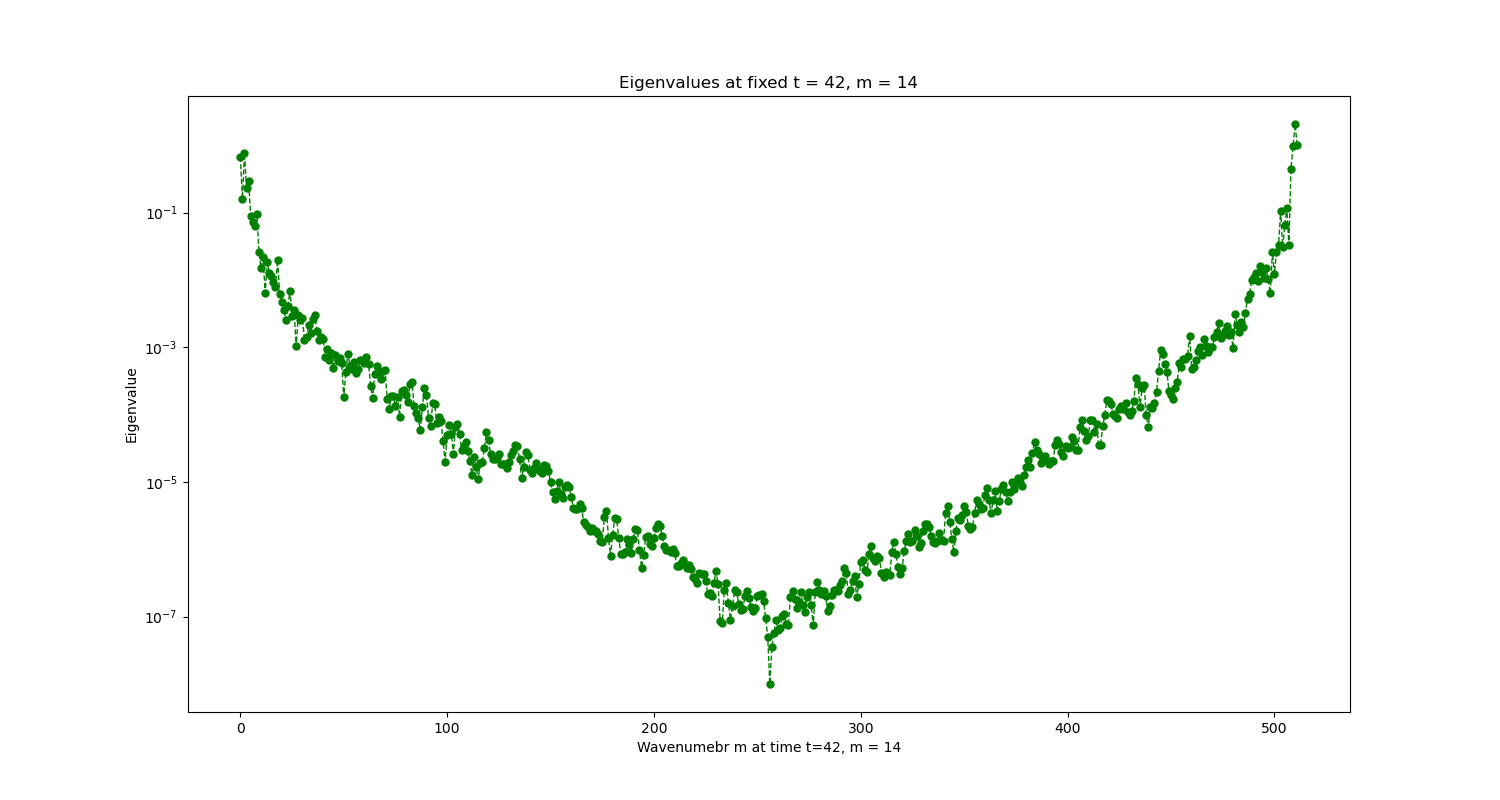 Eigenvalues at fixed t = 42, m = 14
Eigenvalue
10⁻¹
10⁻³
10⁻⁵
10⁻⁷
0 100 200 300 400 500
Wavenumebr m at time t=42, m = 14